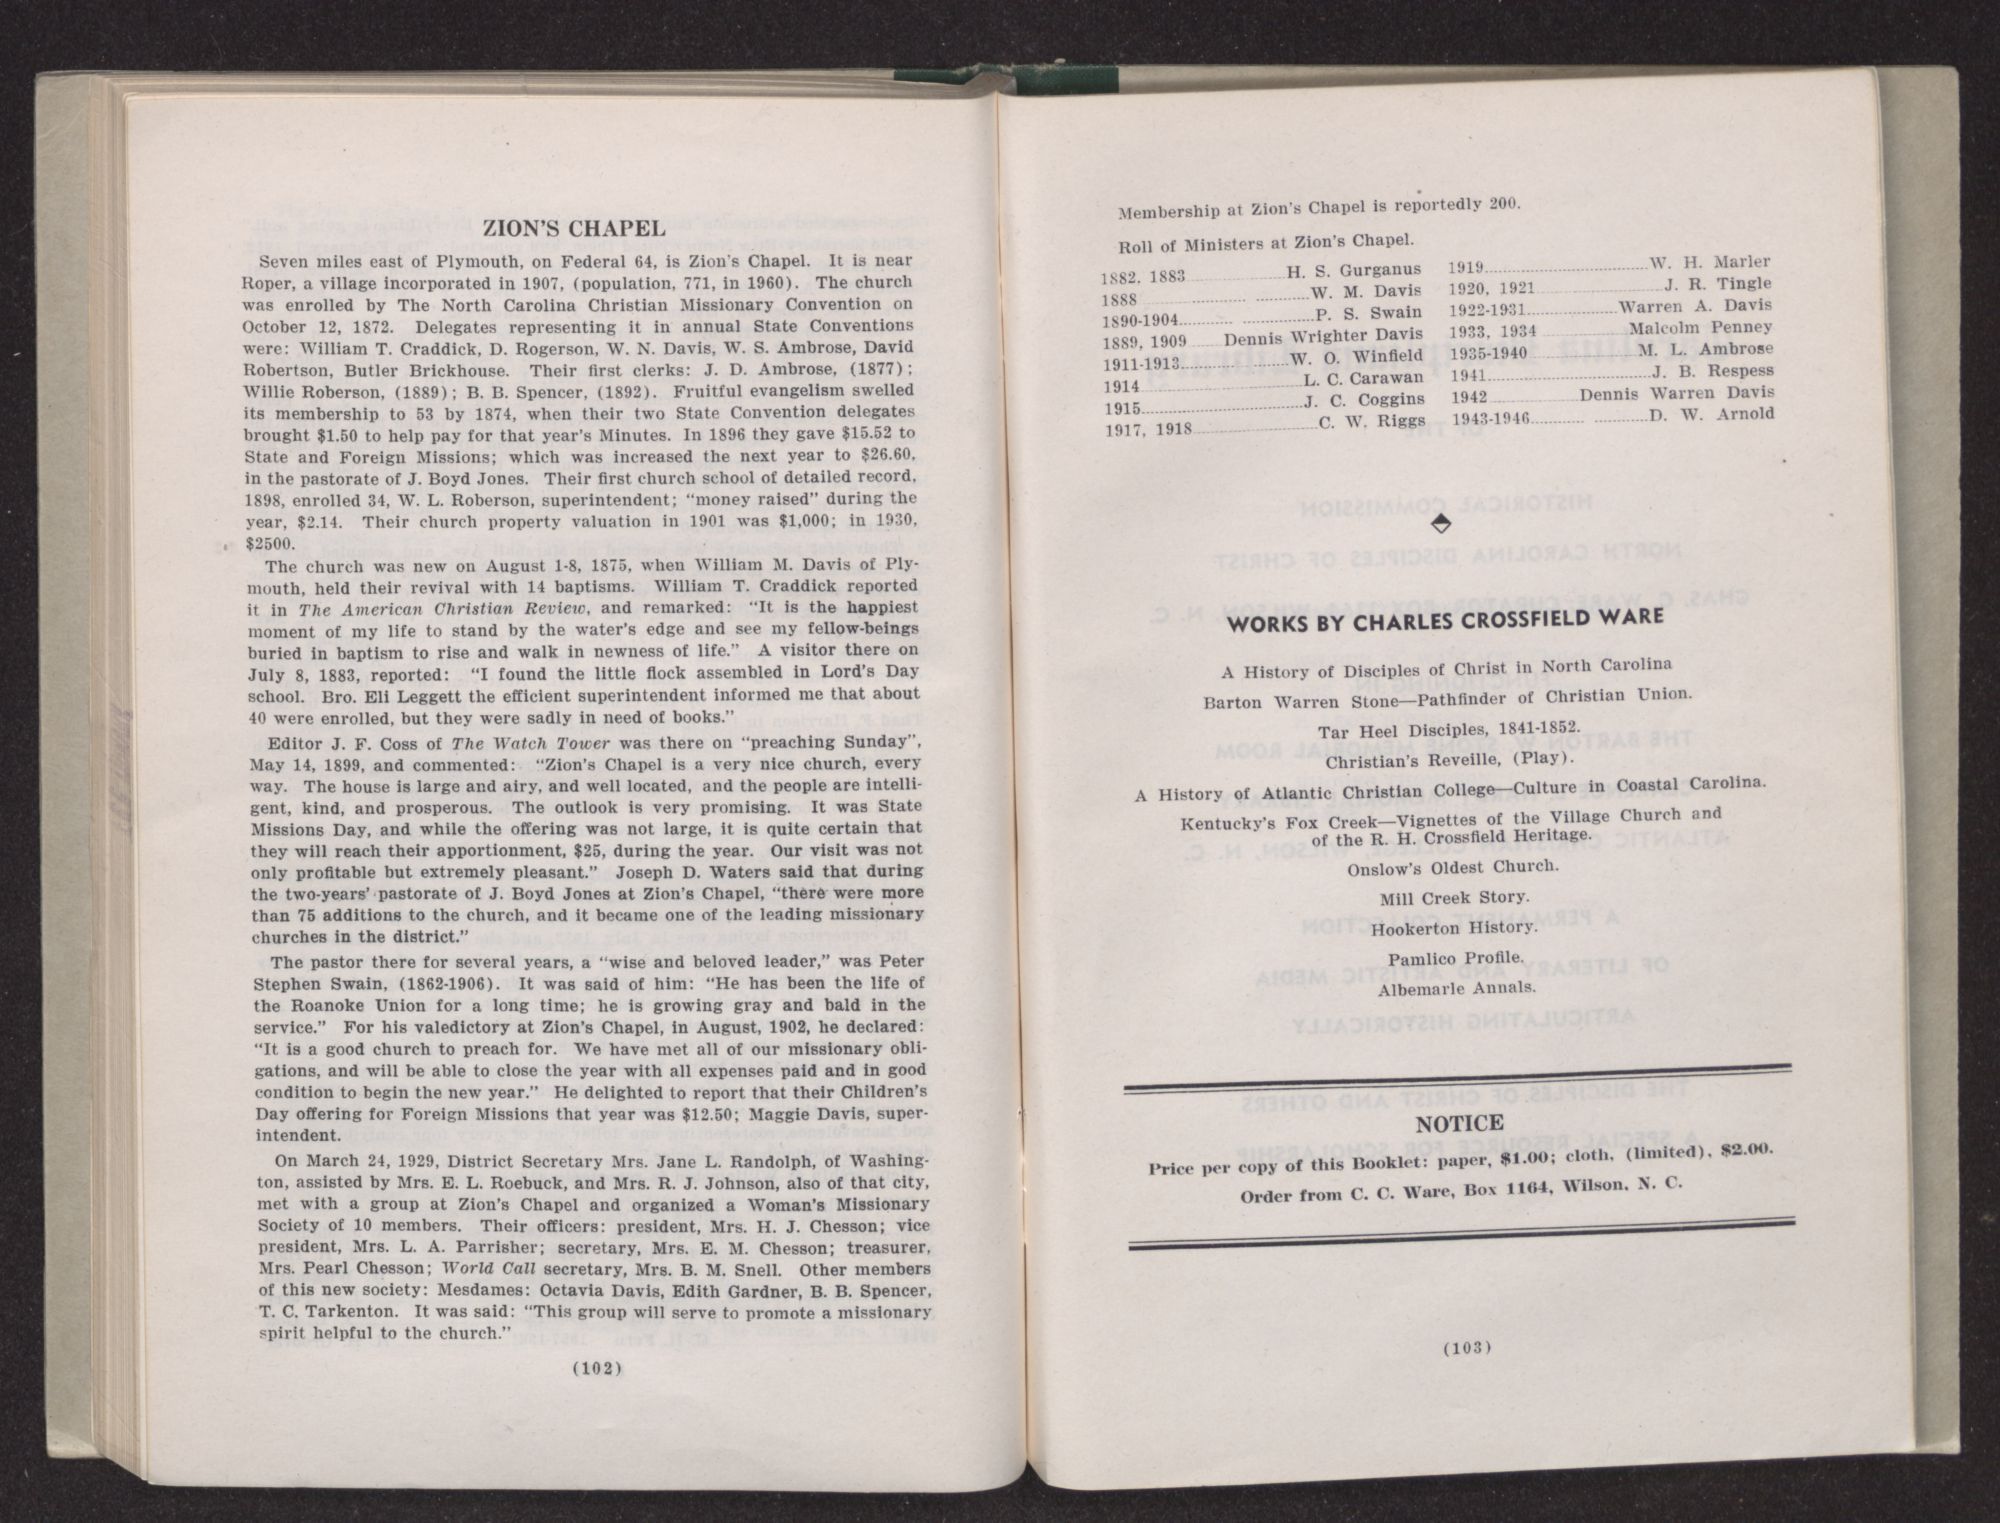 ZION'S CHAPEL
Seven miles east of Plymouth, on Federal 64, is Zion's Chapel. It is near
Roper, a village incorporated in 1907, (population, 771, in 1960). The church
was enrolled by The North Carolina Christian Missionary Convention on
October 12, 1872. Delegates representing it in annual State Conventions
were: William T. Craddick, D. Rogerson, W. N. Davis, W. S. Ambrose, David
Robertson, Butler Brickhouse. Their first clerks: J. D. Ambrose, (1877);
Willie Roberson, (1889); B. B. Spencer, (1892). Fruitful evangelism swelled
its membership to 53 by 1874, when their two State Convention delegates
brought $1.50 to help pay for that year's Minutes. In 1896 they gave $15.52 to
State and Foreign Missions; which was increased the next year to $26.60,
in the pastorate of J. Boyd Jones. Their first church school of detailed record,
1898, enrolled 34, W. L. Roberson, superintendent; “money raised” during the
year, $2.14. Their church property valuation in 1901 was $1,000; in 1930,
$2500.
The church was new on August 1-8, 1875, when William M. Davis of Ply-
mouth, held their revival with 14 baptisms. William T. Craddick reported
it in The American Christian Review, and remarked: “It is the happiest
moment of my life to stand by the water's edge and see my fellow-beings
buried in baptism to rise and walk in newness of life.” A visitor there on
July 8, 1883, reported: “I found the little flock assembled in Lord's Day
school. Bro. Eli Leggett the efficient superintendent informed me that about
40 were enrolled, but they were sadly in need of books.”
Editor J. F. Coss of The Watch Tower was there on “preaching Sunday”,
May 14, 1899, and commented: “Zion's Chapel is a very nice church, every
way. The house is large and airy, and well located, and the people are intelli-
gent, kind, and prosperous. The outlook is very promising. It was State
Missions Day, and while the offering was not large, it is quite certain that
they will reach their apportionment, $25, during the year. Our visit was not
only profitable but extremely pleasant.” Joseph D. Waters said that during
the two-years' pastorate of J. Boyd Jones at Zion's Chapel, “there were more
than 75 additions to the church, and it became one of the leading missionary
churches in the district.”
The pastor there for several years, a “wise and beloved leader,” was Peter
Stephen Swain, (1862-1906). It was said of him: “He has been the life of
the Roanoke Union for a long time; he is growing gray and bald in the
service.” For his valedictory at Zion's Chapel, in August, 1902, he declared:
“It is a good church to preach for. We have met all of our missionary obli-
gations, and will be able to close the year with all expenses paid and in good
condition to begin the new year.” He delighted to report that their Children's
Day offering for Foreign Missions that year was $12.50; Maggie Davis, super-
intendent.
On March 24, 1929, District Secretary Mrs. Jane L. Randolph, of Washing-
ton, assisted by Mrs. E. L. Roebuck, and Mrs. R. J. Johnson, also of that city,
met with a group at Zion's Chapel and organized a Woman's Missionary
Society of 10 members. Their officers: president, Mrs. H. J. Chesson; vice
president, Mrs. L. A. Parrisher; secretary, Mrs. E. M. Chesson; treasurer,
Mrs. Pearl Chesson; World Call secretary, Mrs. B. M. Snell. Other members
of this new society: Mesdames: Octavia Davis, Edith Gardner, B. B. Spencer,
T. C. Tarkenton. It was said: “This group will serve to promote a missionary
spirit helpful to the church.”
(102)
Membership at Zion's Chapel is reportedly 200.
Roll of Ministers at Zion's Chapel.
1882, 1883 H. S. Gurganus
1888 W. M. Davis
1890-1904 P. S. Swain
1889, 1909 Dennis Wrighter Davis
1911-1913 W. O. Winfield
1914 L. C. Carawan
1915 J. C. Coggins
1917, 1918 C. W. Riggs
1919 W. H. Marler
1920, 1921 J. R. Tingle
1922-1931 Warren A. Davis
1933, 1934 Malcolm Penney
1935-1940 M. L. Ambrose
1941 J. B. Respess
1942 Dennis Warren Davis
1943-1946 D. W. Arnold
WORKS BY CHARLES CROSSFIELD WARE
A History of Disciples of Christ in North Carolina
Barton Warren Stone—Pathfinder of Christian Union.
Tar Heel Disciples, 1841-1852.
Christian's Reveille, (Play).
A History of Atlantic Christian College—Culture in Coastal Carolina.
Kentucky's Fox Creek—Vignettes of the Village Church and
of the R. H. Crossfield Heritage.
Onslow's Oldest Church.
Mill Creek Story.
Hookerton History.
Pamlico Profile.
Albemarle Annals.
NOTICE
Price per copy of this Booklet: paper, $1.00; cloth, (limited), $2.00.
Order from C. C. Ware, Box 1164, Wilson, N. C.
(103)